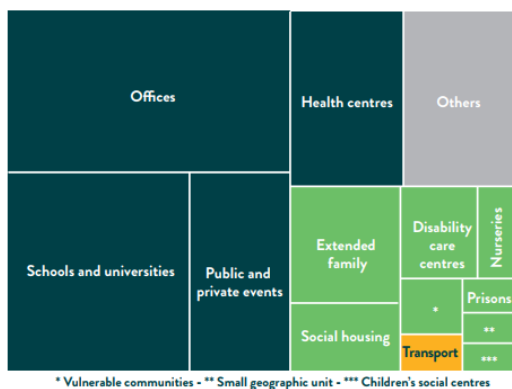 Offices
Health centres
Others
Schools and universities
Public and
private events
Extended
family
Disability
care
centres
Nurseries
Social housing
*
Prisons
**
Transport
***
* Vulnerable communities - ** Small geographic unit - *** Children's social centres